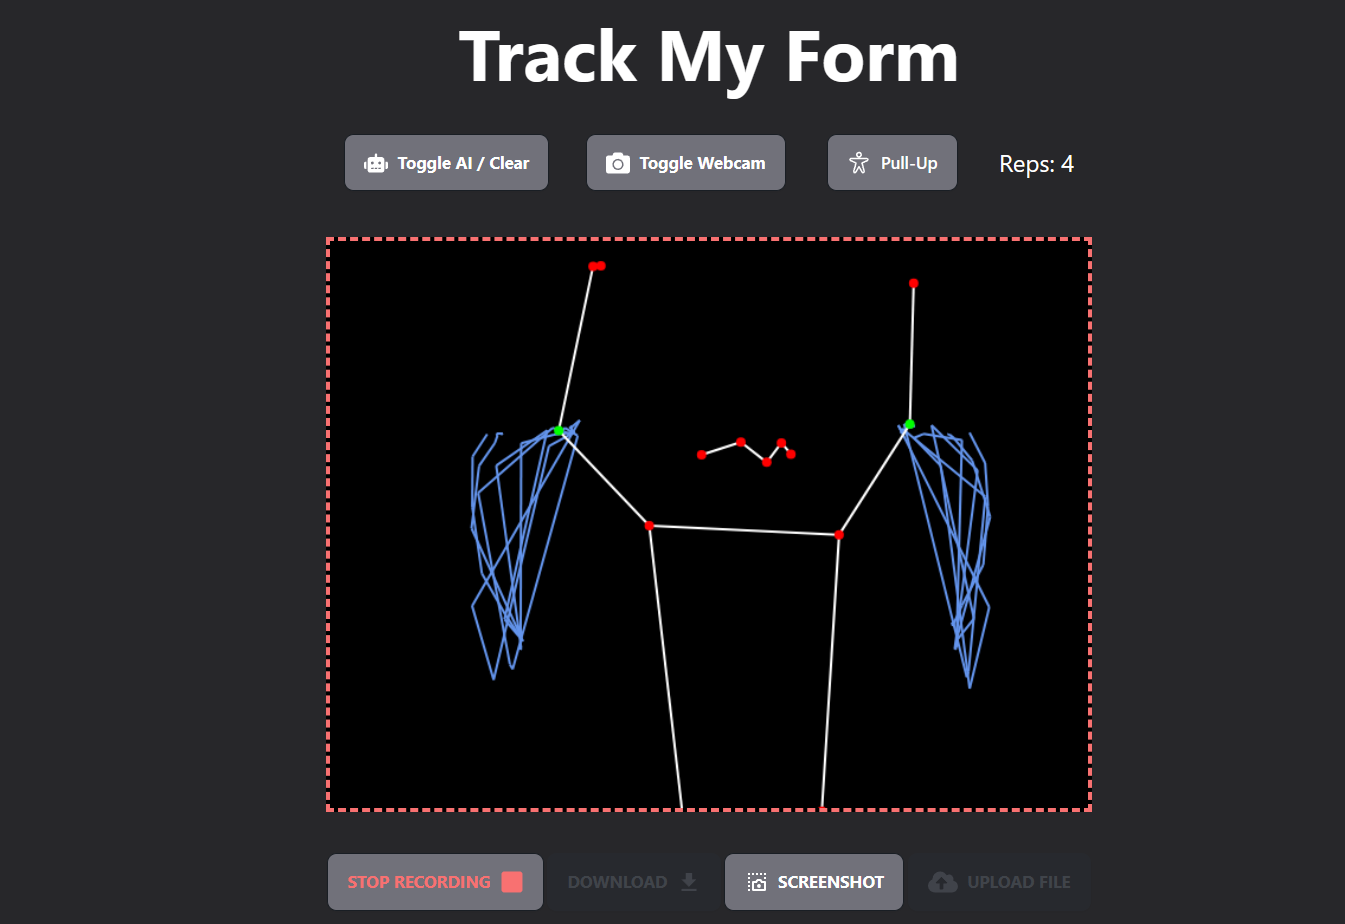 Track My Form
Toggle AI / Clear
Toggle Webcam
Pull-Up
Reps: 4
STOP RECORDING
DOWNLOAD
SCREENSHOT
UPLOAD FILE